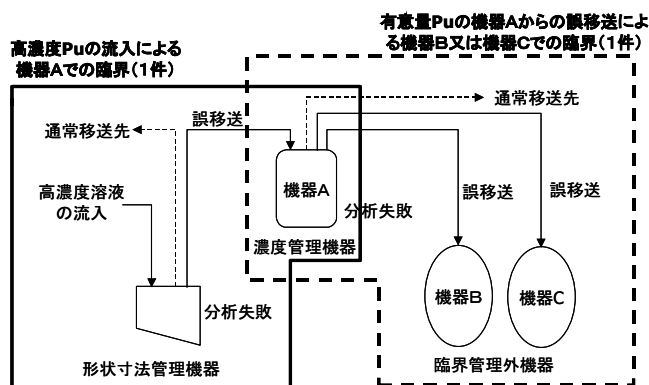 高濃度Puの流入による
機器Aでの臨界(1件)
有意量Puの機器Aからの誤移送によ
る機器B又は機器Cでの臨界(1件)
通常移送先
誤移送
通常移送先
高濃度溶液
の流入
機器A
分析失敗
濃度管理機器
誤移送
誤移送
分析失敗
機器B
機器C
形状寸法管理機器
臨界管理外機器